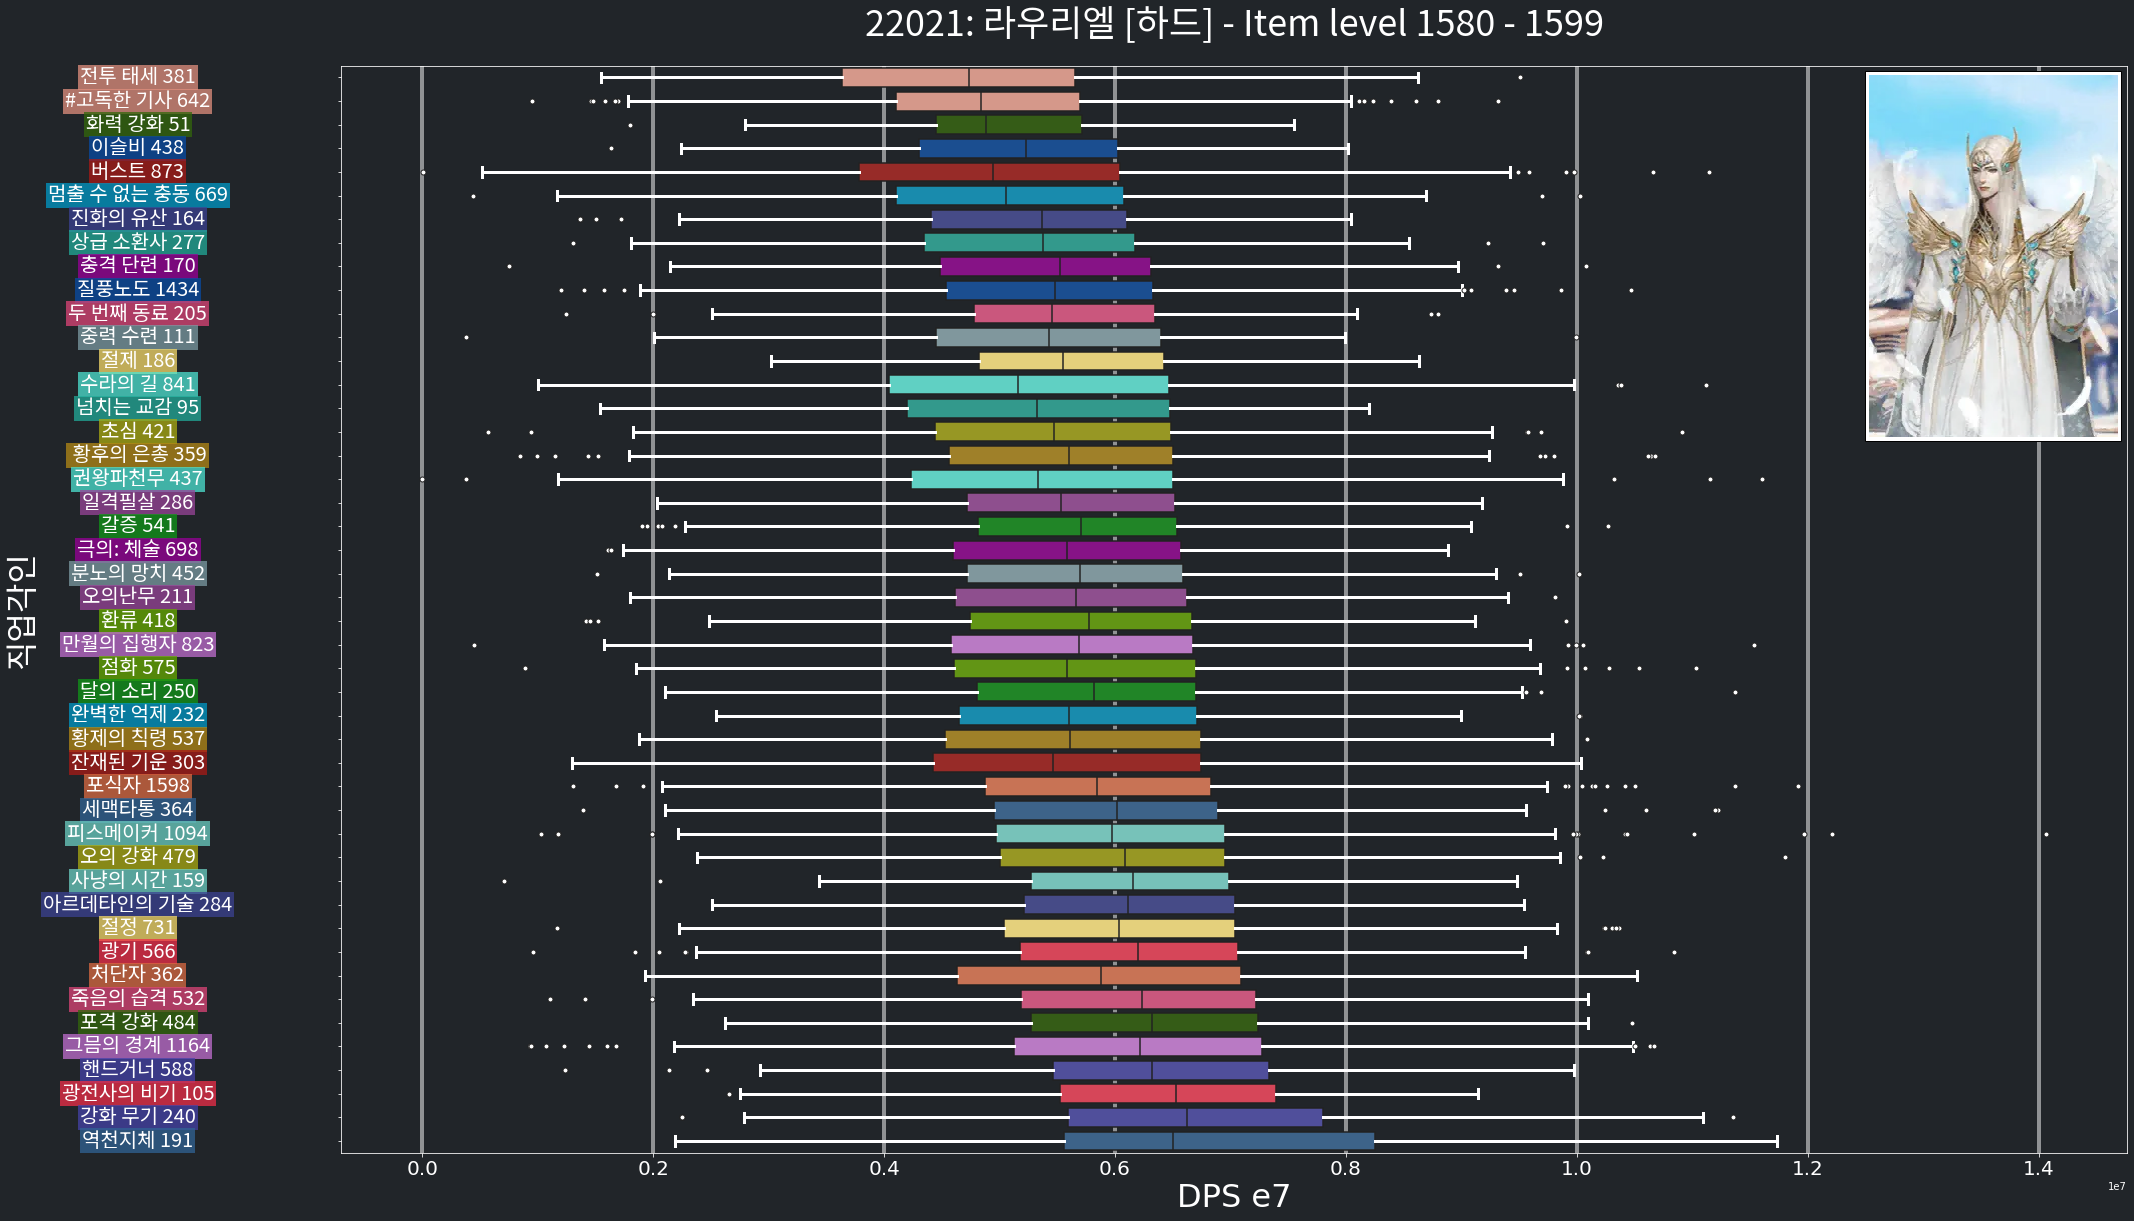 22021: 라우리엘 [하드] - Item level 1580 - 1599
직업각인
전투 태세 381
#고독한 기사 642
화력 강화 51
이슬비 438
버스트 873
멈출 수 없는 충동 669
진화의 유산 164
상급 소환사 277
충격 단련 170
질풍노도 1434
두 번째 동료 205
중력 수련 111
절제 186
수라의 길 841
넘치는 교감 95
초심 421
황후의 은총 359
권왕파천무 437
일격필살 286
갈증 541
극의: 체술 698
분노의 망치 452
오의난무 211
환류 418
만월의 집행자 823
점화 575
달의 소리 250
완벽한 억제 232
황제의 칙령 537
잔재된 기운 303
포식자 1598
세맥타통 364
피스메이커 1094
오의 강화 479
사냥의 시간 159
아르데타인의 기술 284
절정 731
광기 566
처단자 362
죽음의 습격 532
포격 강화 484
그믐의 경계 1164
핸드거너 588
광전사의 비기 105
강화 무기 240
역천지체 191
0.0 0.2 0.4 0.6 0.8 1.0 1.2 1.4
1e7
DPS e7